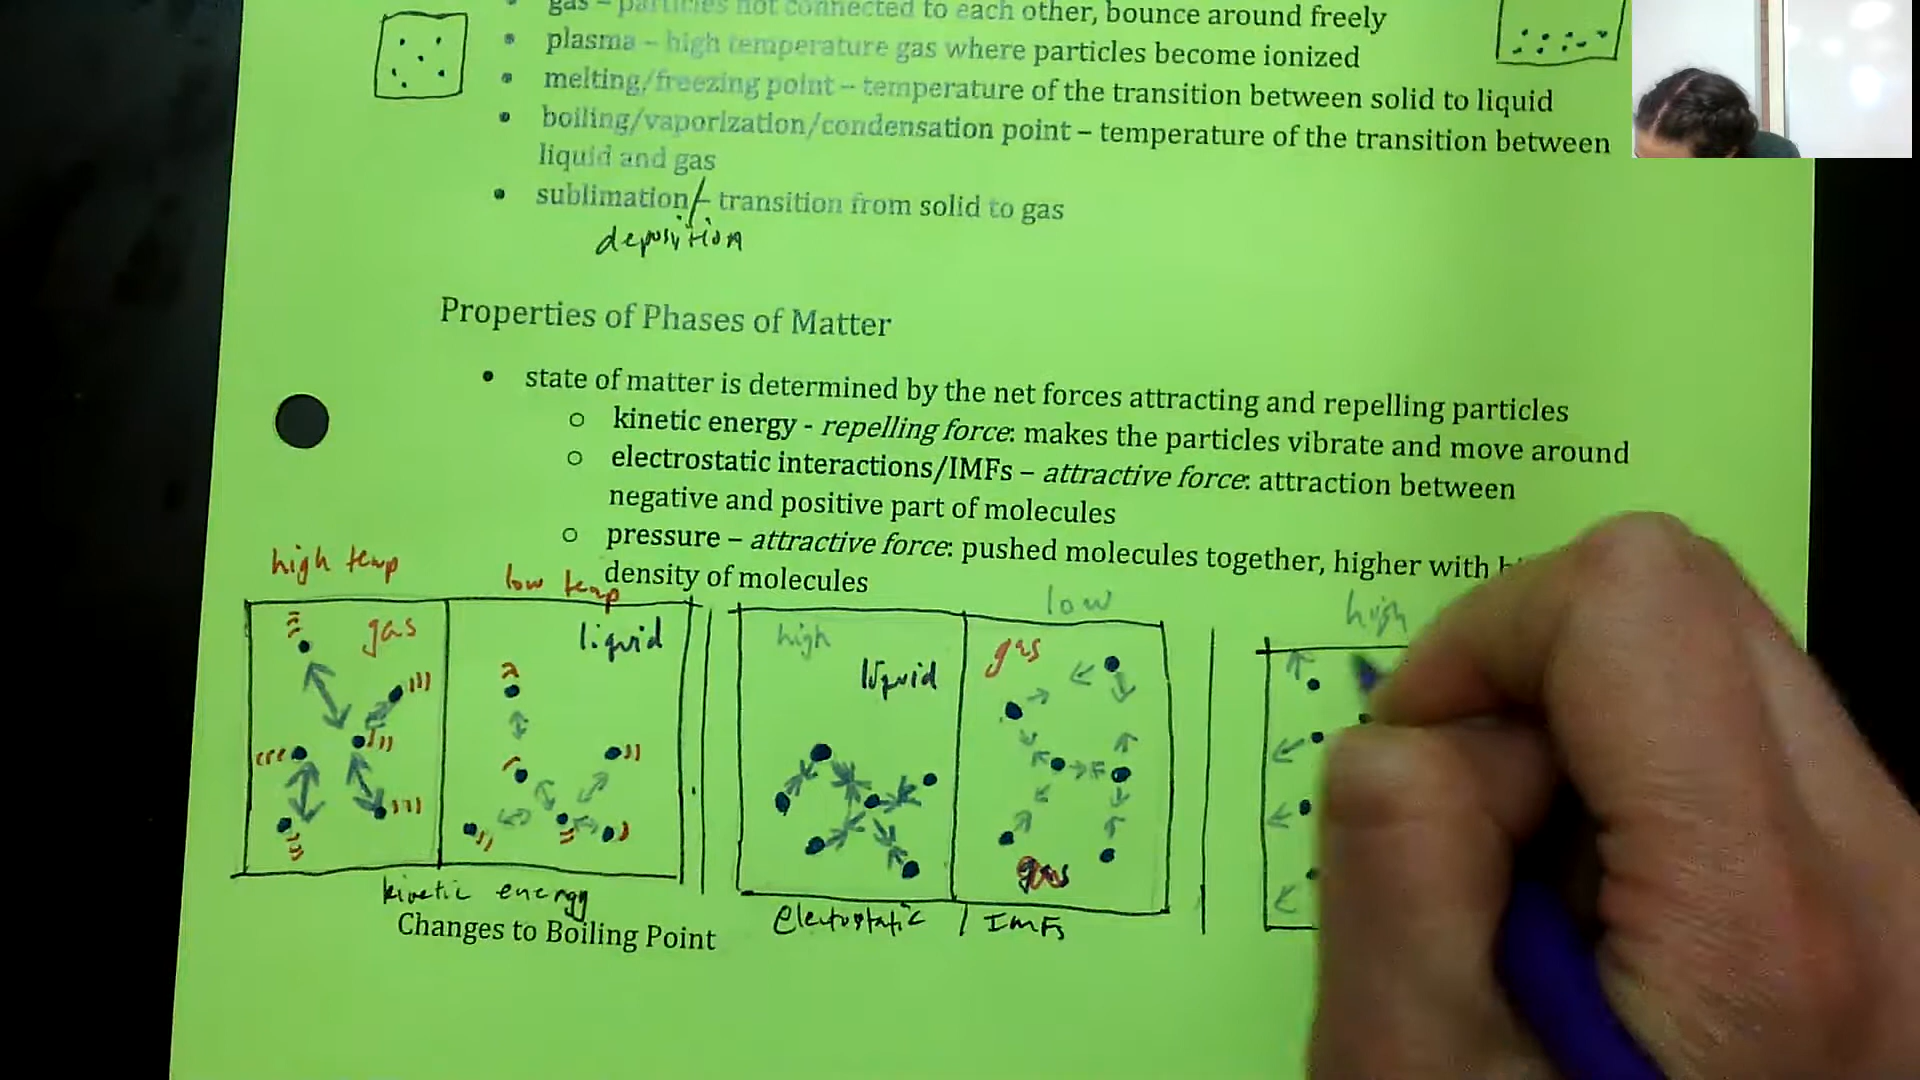 gas – particles not connected to each other, bounce around freely
plasma – high temperature gas where particles become ionized
melting/freezing point – temperature of the transition between solid to liquid
boiling/vaporization/condensation point – temperature of the transition between
liquid and gas
sublimation/– transition from solid to gas
deposition
Properties of Phases of Matter
state of matter is determined by the net forces attracting and repelling particles
kinetic energy - repelling force: makes the particles vibrate and move around
electrostatic interactions/IMFs – attractive force: attraction between
negative and positive part of molecules
pressure – attractive force: pushed molecules together, higher with
density of molecules
high temp
low temp
gas
liquid
kinetic energy
high
low
liquid
gas
gas
Electostatic / IMFs
high
Changes to Boiling Point